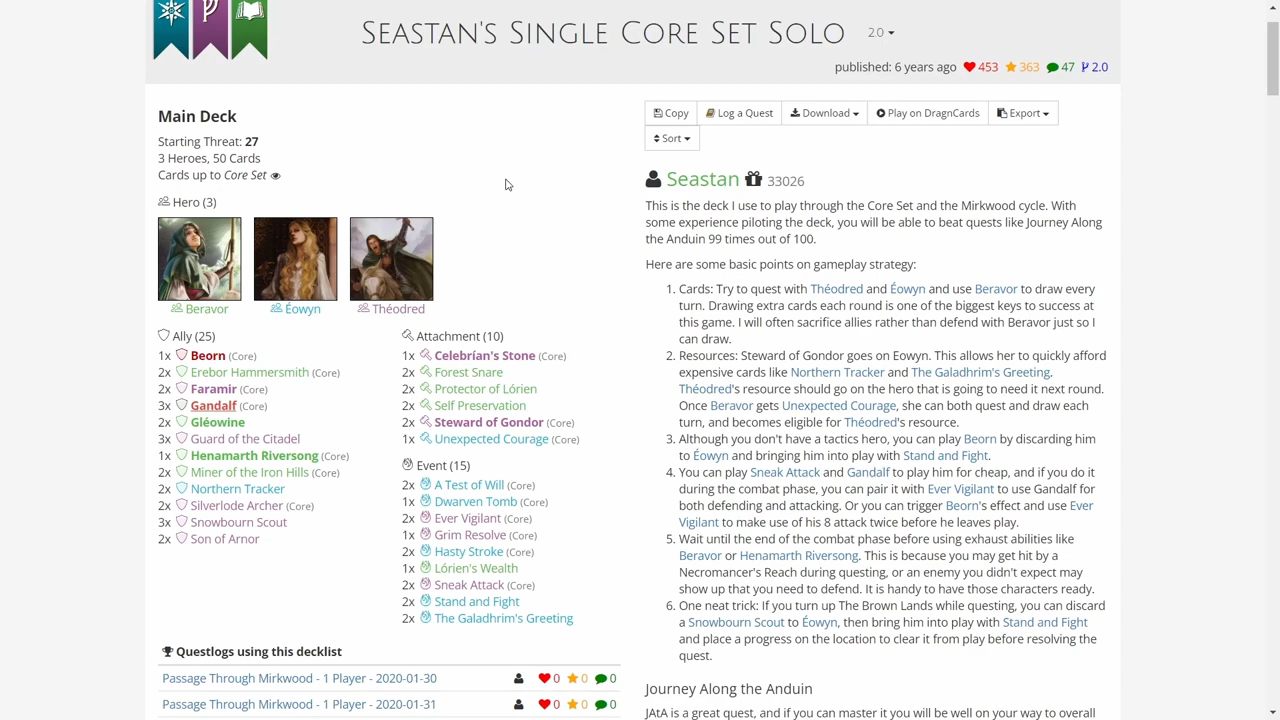 SEASTAN'S SINGLE CORE SET SOLO 2.0
published: 6 years ago 453 363 47 2.0
Main Deck
Starting Threat: 27
3 Heroes, 50 Cards
Cards up to Core Set
Hero (3)
Beravor Éowyn Théodred
Ally (25)
1x Beorn (Core)
2x Erebor Hammersmith (Core)
2x Faramir (Core)
3x Gandalf (Core)
2x Gléowine
3x Guard of the Citadel
1x Henamarth Riversong (Core)
2x Miner of the Iron Hills (Core)
2x Northern Tracker
2x Silverlode Archer (Core)
3x Snowbourn Scout
2x Son of Arnor
Attachment (10)
1x Celebrían's Stone (Core)
2x Forest Snare
2x Protector of Lórien
2x Self Preservation
2x Steward of Gondor (Core)
1x Unexpected Courage (Core)
Event (15)
2x A Test of Will (Core)
1x Dwarven Tomb (Core)
2x Ever Vigilant (Core)
1x Grim Resolve (Core)
2x Hasty Stroke (Core)
1x Lórien's Wealth
2x Sneak Attack (Core)
2x Stand and Fight
2x The Galadhrim's Greeting
Questlogs using this decklist
Passage Through Mirkwood - 1 Player - 2020-01-30 0 0 0
Passage Through Mirkwood - 1 Player - 2020-01-31 0 0 0
Copy Log a Quest Download Play on DragnCards Export
Sort
Seastan 33026
This is the deck I use to play through the Core Set and the Mirkwood cycle. With
some experience piloting the deck, you will be able to beat quests like Journey Along
the Anduin 99 times out of 100.
Here are some basic points on gameplay strategy:
1. Cards: Try to quest with Théodred and Éowyn and use Beravor to draw every
turn. Drawing extra cards each round is one of the biggest keys to success at
this game. I will often sacrifice allies rather than defend with Beravor just so I
can draw.
2. Resources: Steward of Gondor goes on Eowyn. This allows her to quickly afford
expensive cards like Northern Tracker and The Galadhrim's Greeting.
Théodred's resource should go on the hero that is going to need it next round.
Once Beravor gets Unexpected Courage, she can both quest and draw each
turn, and becomes eligible for Théodred's resource.
3. Although you don't have a tactics hero, you can play Beorn by discarding him
to Éowyn and bringing him into play with Stand and Fight.
4. You can play Sneak Attack and Gandalf to play him for cheap, and if you do it
during the combat phase, you can pair it with Ever Vigilant to use Gandalf for
both defending and attacking. Or you can trigger Beorn's effect and use Ever
Vigilant to make use of his 8 attack twice before he leaves play.
5. Wait until the end of the combat phase before using exhaust abilities like
Beravor or Henamarth Riversong. This is because you may get hit by a
Necromancer's Reach during questing, or an enemy you didn't expect may
show up that you need to defend. It is handy to have those characters ready.
6. One neat trick: If you turn up The Brown Lands while questing, you can discard
a Snowbourn Scout to Éowyn, then bring him into play with Stand and Fight
and place a progress on the location to clear it from play before resolving the
quest.
Journey Along the Anduin
JAtA is a great quest, and if you can master it you will be well on your way to overall